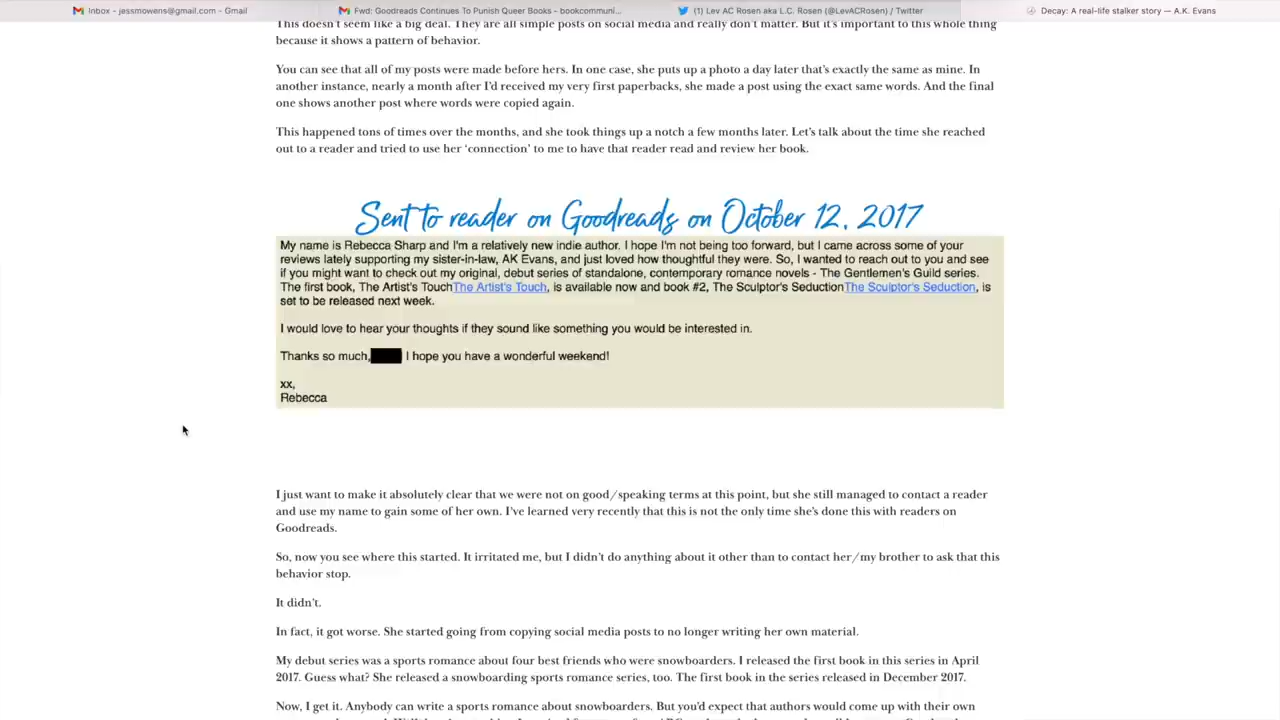 Inbox - jessmowens@gmail.com - Gmail
Fwd: Goodreads Continues To Punish Queer Books - bookcommuni...
(1) Lev AC Rosen aka L.C. Rosen (@LevACRosen) / Twitter
Decay: A real-life stalker story — A.K. Evans
This doesn't seem like a big deal. They are all simple posts on social media and really don't matter. But it's important to this whole thing
because it shows a pattern of behavior.
You can see that all of my posts were made before hers. In one case, she puts up a photo a day later that's exactly the same as mine. In
another instance, nearly a month after I'd received my very first paperbacks, she made a post using the exact same words. And the final
one shows another post where words were copied again.
This happened tons of times over the months, and she took things up a notch a few months later. Let's talk about the time she reached
out to a reader and tried to use her 'connection' to me to have that reader read and review her book.
Sent to reader on Goodreads on October 12, 2017
My name is Rebecca Sharp and I'm a relatively new indie author. I hope I'm not being too forward, but I came across some of your
reviews lately supporting my sister-in-law, AK Evans, and just loved how thoughtful they were. So, I wanted to reach out to you and see
if you might want to check out my original, debut series of standalone, contemporary romance novels - The Gentlemen's Guild series.
The first book, The Artist's TouchThe Artist's Touch, is available now and book #2, The Sculptor's SeductionThe Sculptor's Seduction, is
set to be released next week.
I would love to hear your thoughts if they sound like something you would be interested in.
Thanks so much, I hope you have a wonderful weekend!
xx,
Rebecca
I just want to make it absolutely clear that we were not on good/speaking terms at this point, but she still managed to contact a reader
and use my name to gain some of her own. I've learned very recently that this is not the only time she's done this with readers on
Goodreads.
So, now you see where this started. It irritated me, but I didn't do anything about it other than to contact her/my brother to ask that this
behavior stop.
It didn't.
In fact, it got worse. She started going from copying social media posts to no longer writing her own material.
My debut series was a sports romance about four best friends who were snowboarders. I released the first book in this series in April
2017. Guess what? She released a snowboarding sports romance series, too. The first book in the series released in December 2017.
Now, I get it. Anybody can write a sports romance about snowboarders. But you'd expect that authors would come up with their own